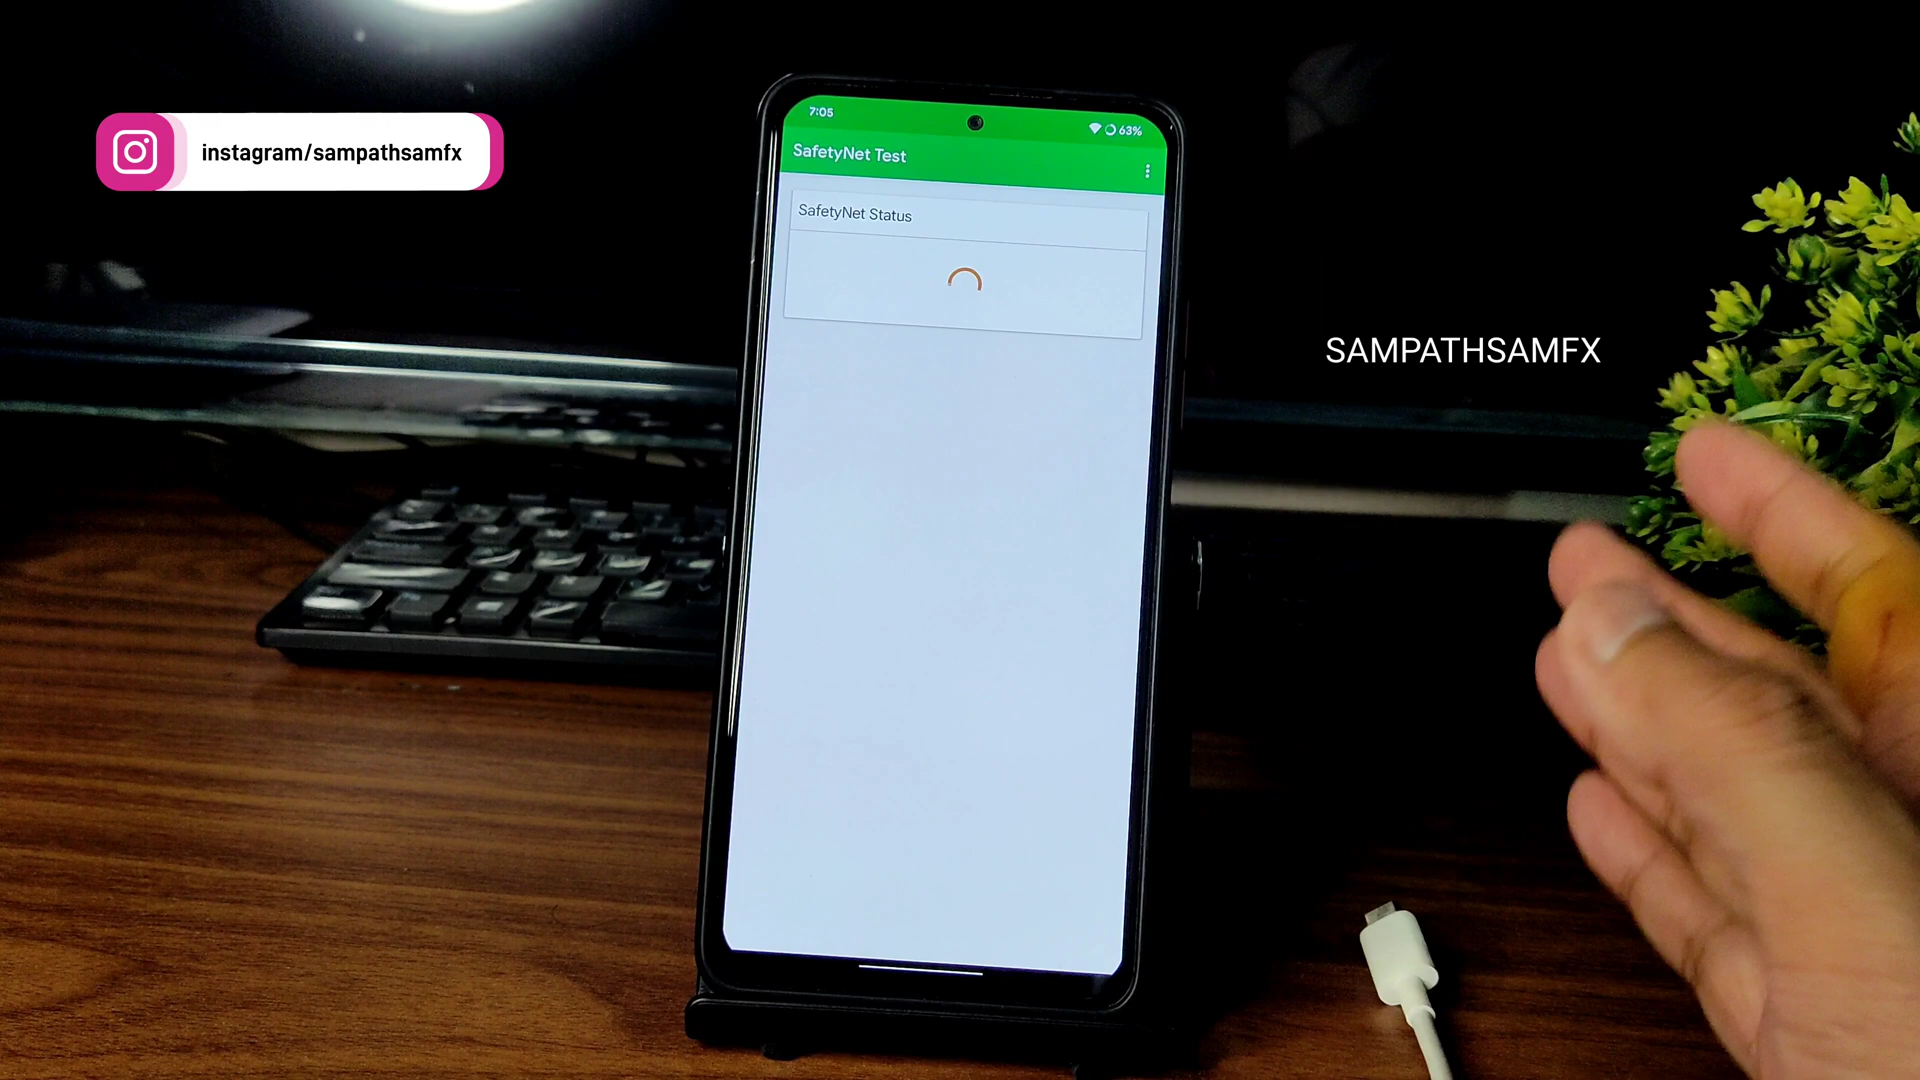 instagram/sampathsamfx
7:05
63%
SafetyNet Test
SafetyNet Status
SAMPATHSAMFX